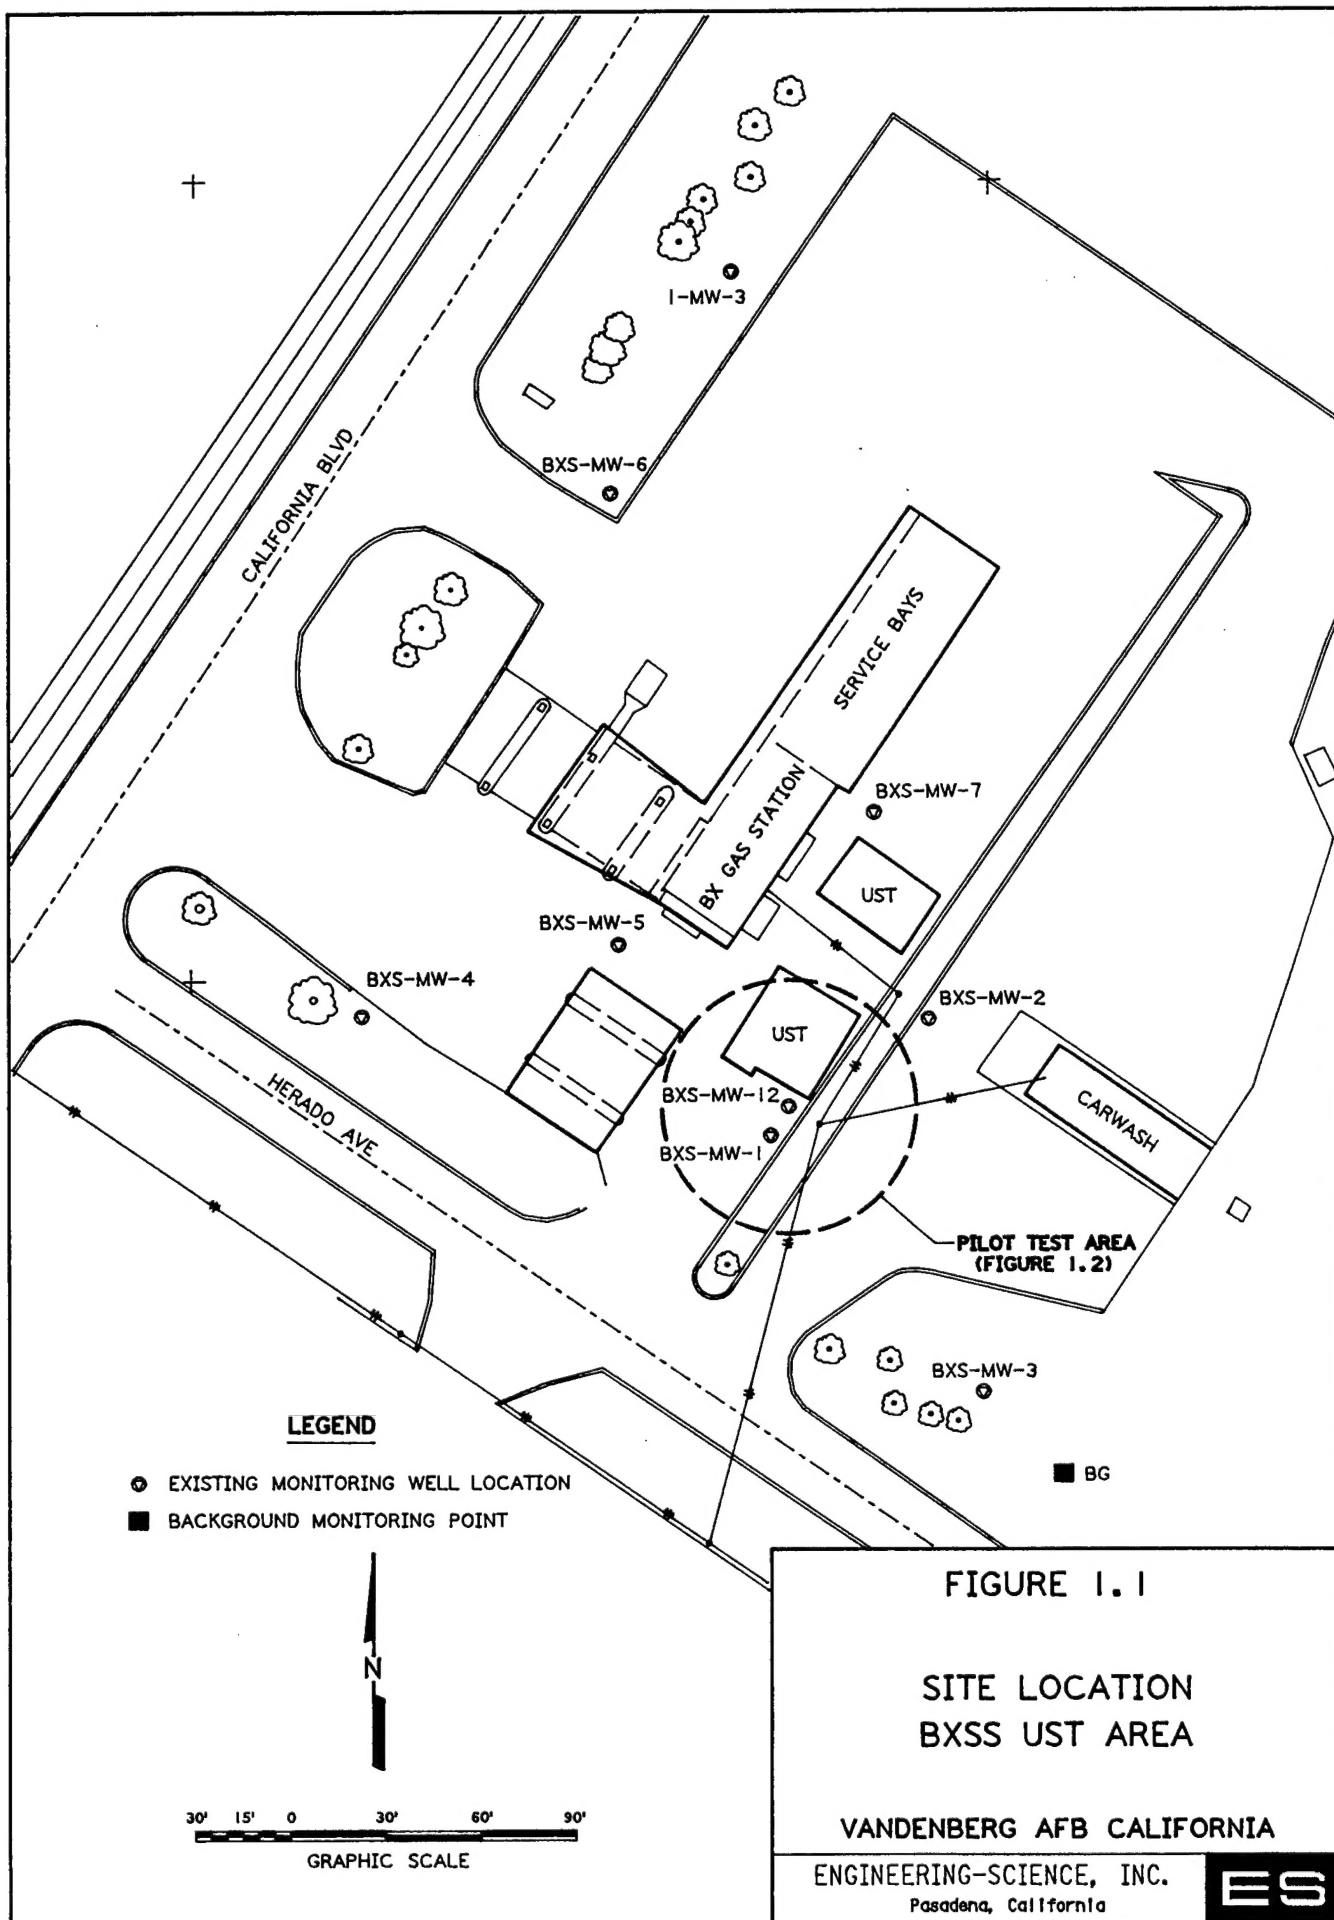 I-MW-3
CALIFORNIA BLVD
BXS-MW-6
SERVICE BAYS
BXS-MW-7
BX GAS STATION
UST
BXS-MW-5
BXS-MW-4
BXS-MW-2
UST
HERADO AVE
BXS-MW-12
CARWASH
BXS-MW-1
PILOT TEST AREA
(FIGURE 1.2)
BXS-MW-3
BG
LEGEND
EXISTING MONITORING WELL LOCATION
BACKGROUND MONITORING POINT
N
30' 15' 0 30' 60' 90'
GRAPHIC SCALE
FIGURE 1.1
SITE LOCATION
BXSS UST AREA
VANDENBERG AFB CALIFORNIA
ENGINEERING-SCIENCE, INC.
Pasadena, California
ES